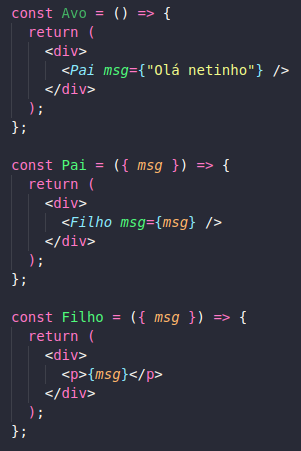 const Avo = () => {
  return (
    <div>
      <Pai msg={"Olá netinho"} />
    </div>
  );
};

const Pai = ({ msg }) => {
  return (
    <div>
      <Filho msg={msg} />
    </div>
  );
};

const Filho = ({ msg }) => {
  return (
    <div>
      <p>{msg}</p>
    </div>
  );
};